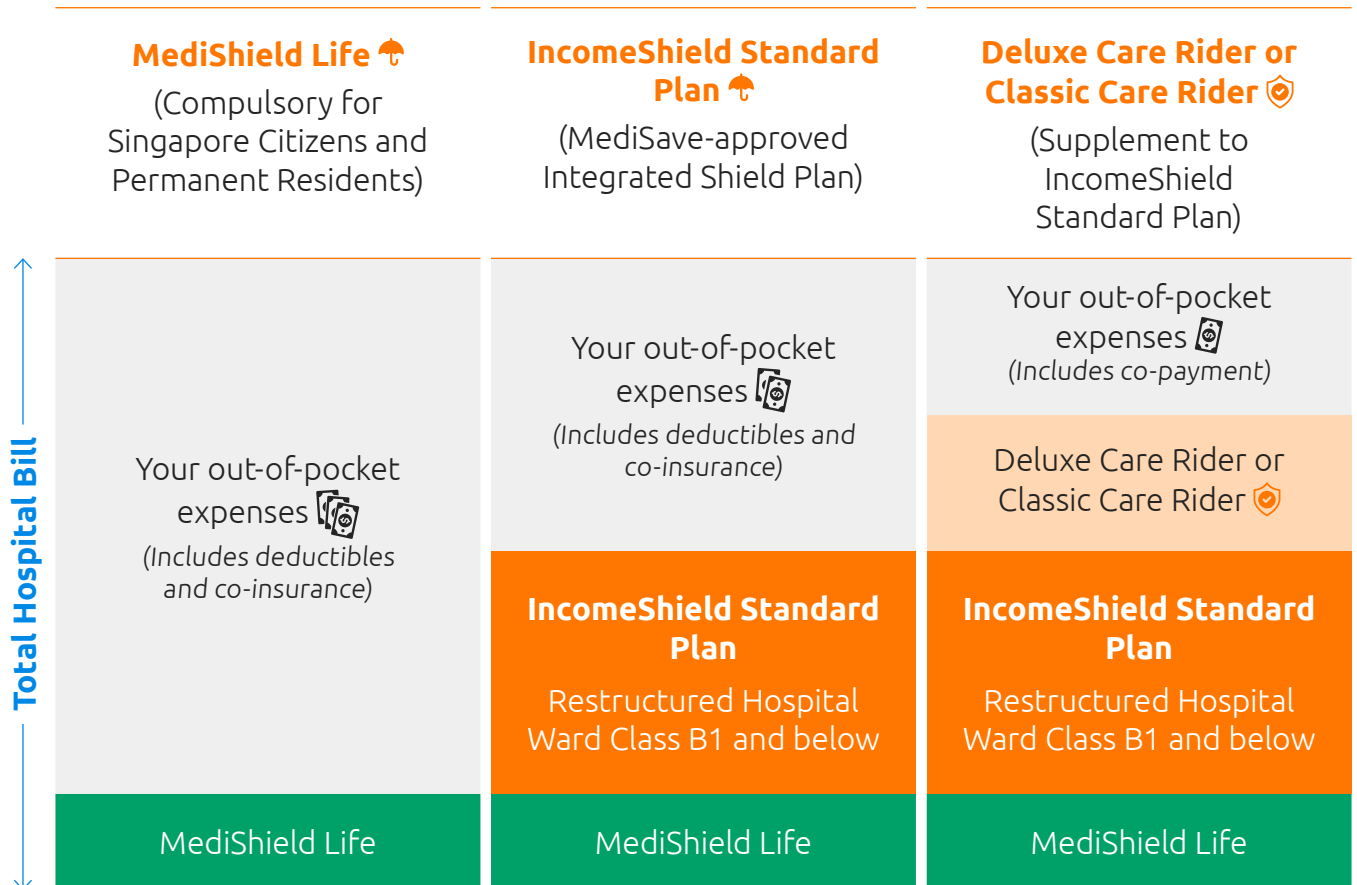 MediShield Life
(Compulsory for
Singapore Citizens and
Permanent Residents)
IncomeShield Standard
Plan
(MediSave-approved
Integrated Shield Plan)
Deluxe Care Rider or
Classic Care Rider
(Supplement to
IncomeShield
Standard Plan)
Total Hospital Bill
Your out-of-pocket
expenses
(Includes deductibles
and co-insurance)
MediShield Life
Your out-of-pocket
expenses
(Includes deductibles and
co-insurance)
IncomeShield Standard
Plan
Restructured Hospital
Ward Class B1 and below
MediShield Life
Your out-of-pocket
expenses
(Includes co-payment)
Deluxe Care Rider or
Classic Care Rider
IncomeShield Standard
Plan
Restructured Hospital
Ward Class B1 and below
MediShield Life